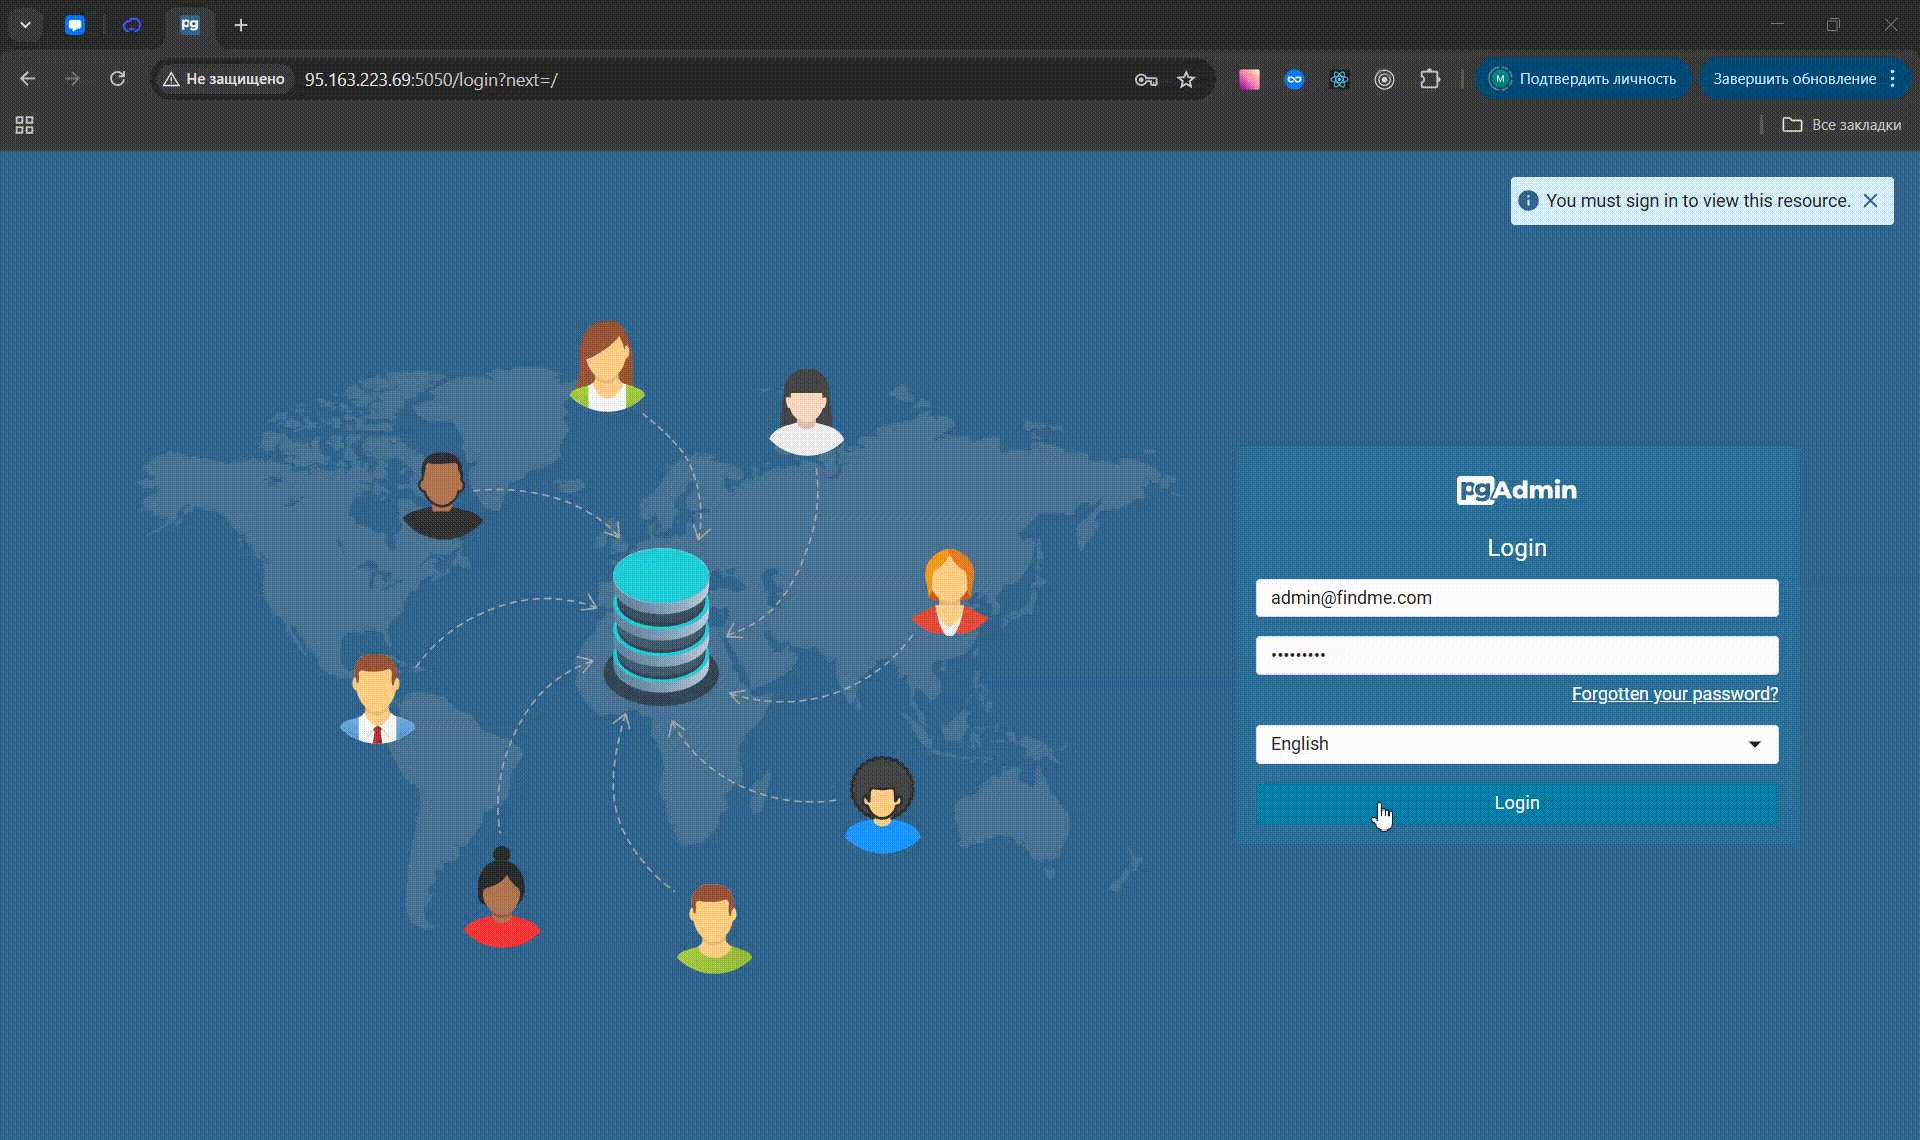 pg
Не защищено
95.163.223.69:5050/login?next=/
М
Подтвердить личность
Завершить обновление
Все закладки
You must sign in to view this resource.
pgAdmin
Login
admin@findme.com
•••••••••
Forgotten your password?
English
Login